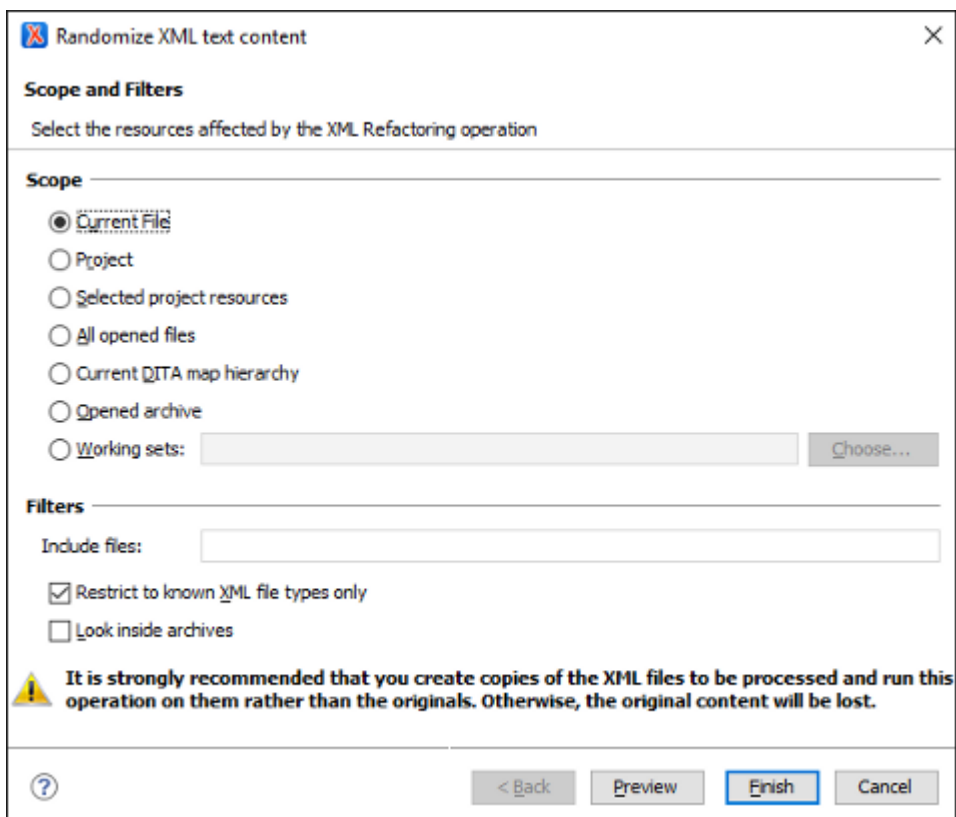 Randomize XML text content
Scope and Filters
Select the resources affected by the XML Refactoring operation
Scope
Current File
Project
Selected project resources
All opened files
Current DITA map hierarchy
Opened archive
Working sets:
Choose...
Filters
Include files:
Restrict to known XML file types only
Look inside archives
It is strongly recommended that you create copies of the XML files to be processed and run this
operation on them rather than the originals. Otherwise, the original content will be lost.
< Back
Preview
Finish
Cancel